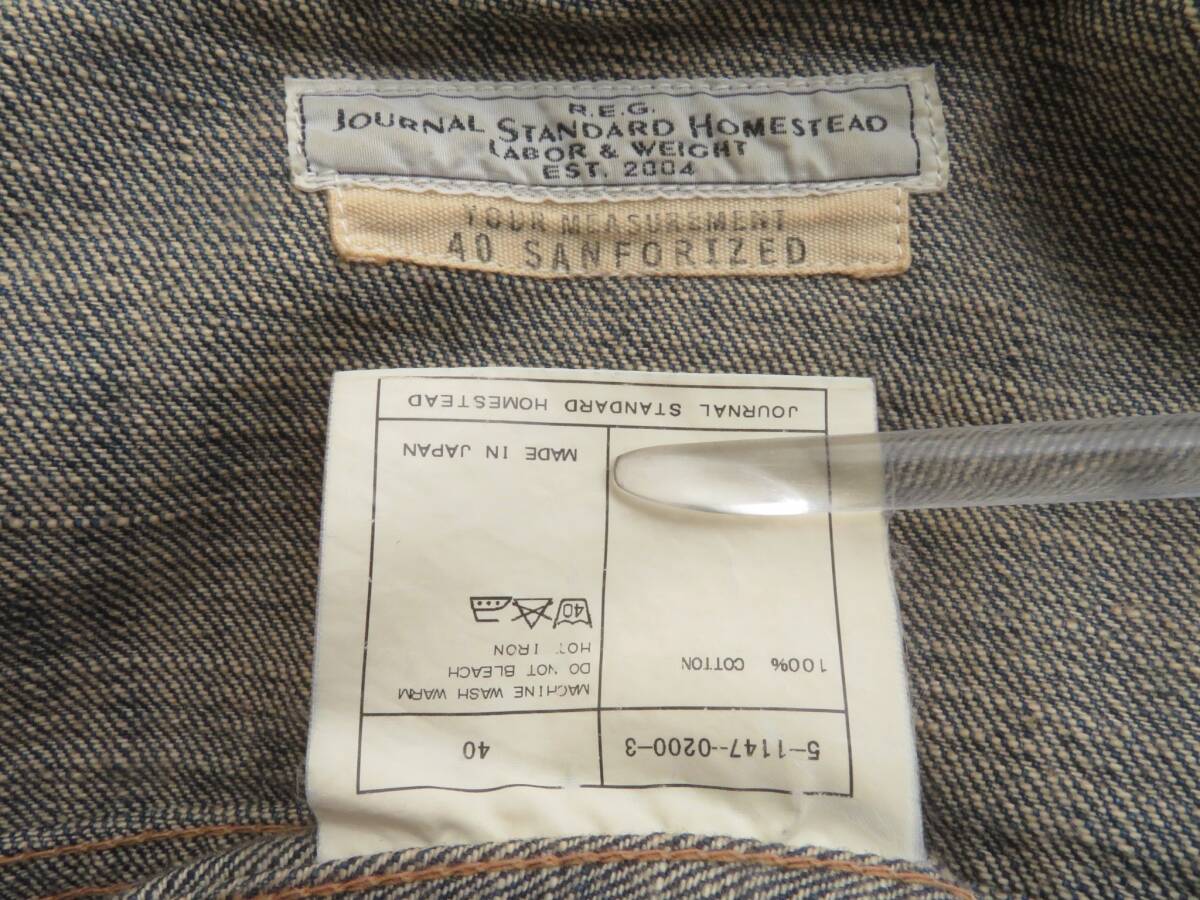 R.E.G.
JOURNAL STANDARD HOMESTEAD
LABOR & WEIGHT
EST. 2004
YOUR MEASUREMENT
40 SANFORIZED
5-1147--0200-3
40
100% COTTON
MACHINE WASH WARM
DO NOT BLEACH
HOT IRON
40
MADE IN JAPAN
JOURNAL STANDARD HOMESTEAD